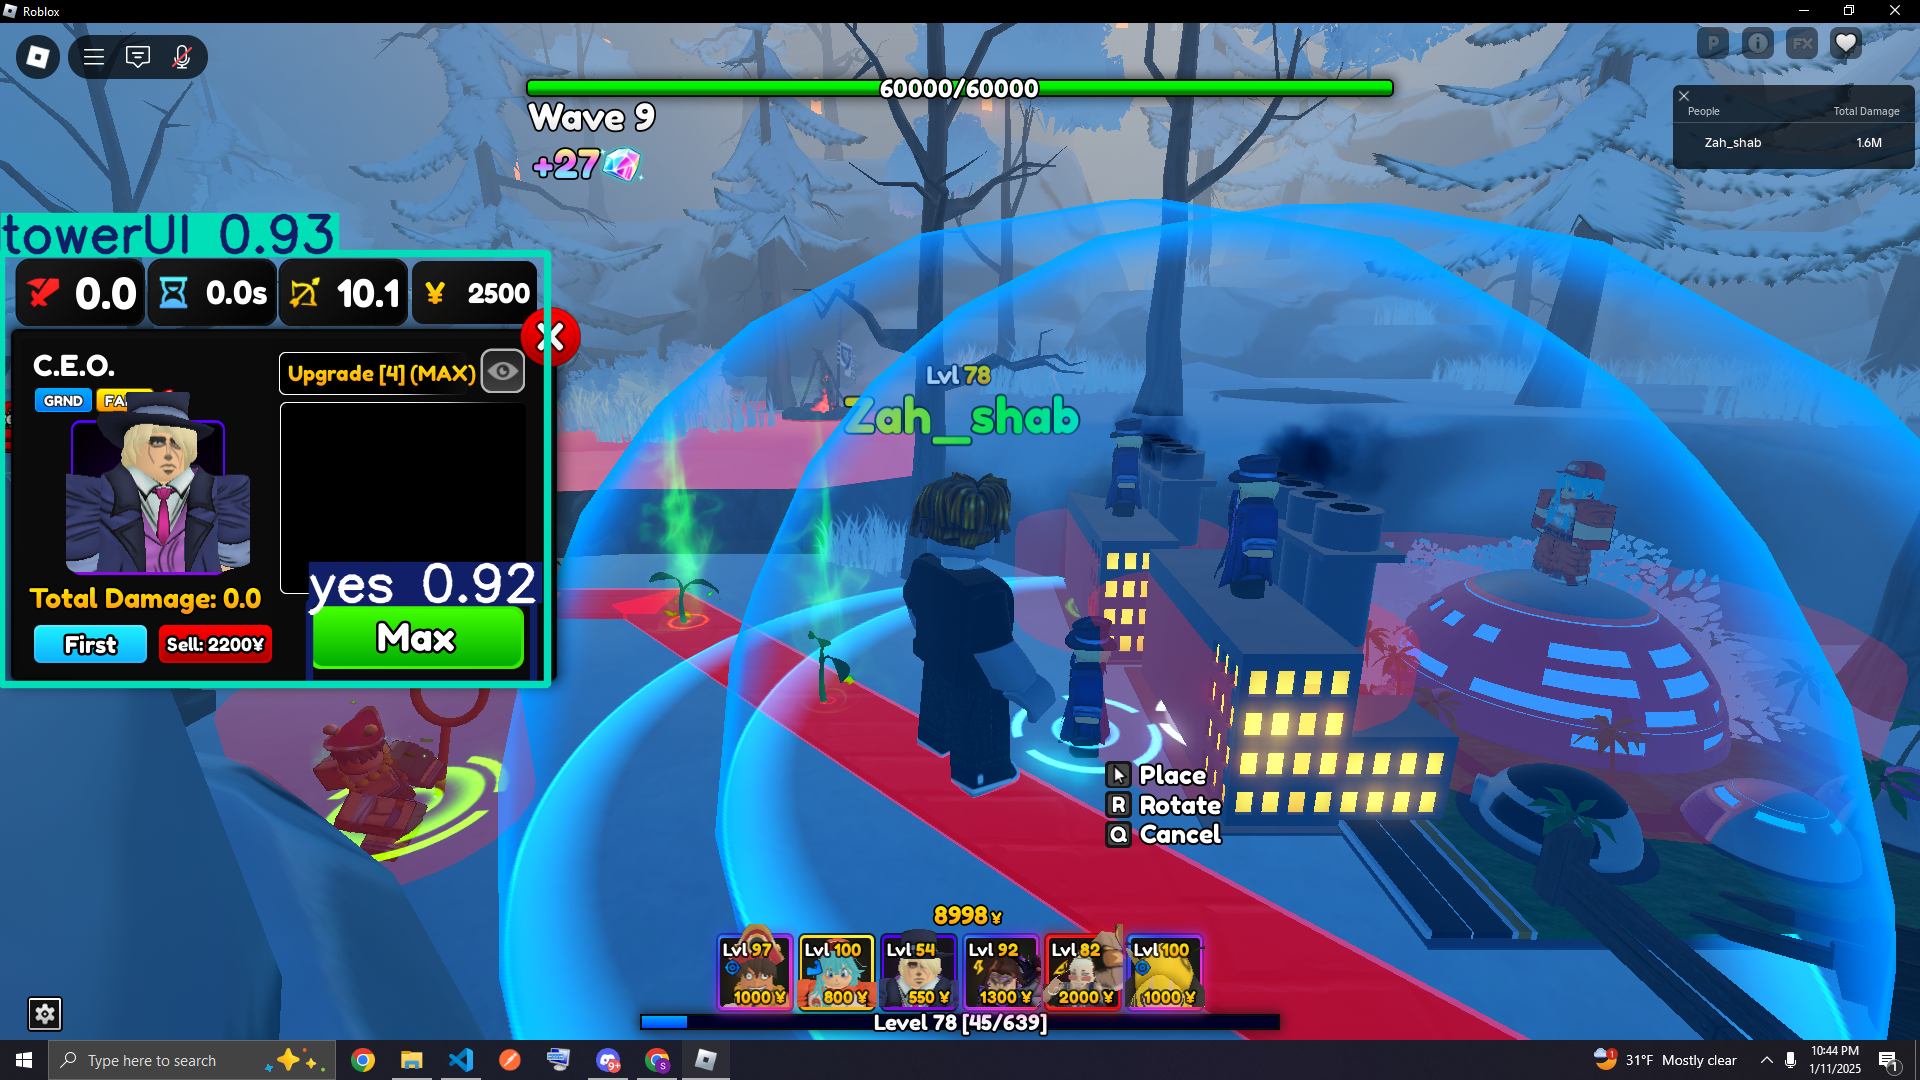 Roblox
P
FX
60000/60000
Wave 9
+27
People Total Damage
Zah_shab 1.6M
towerUI 0.93
0.0 0.0s 10.1 ¥ 2500
X
C.E.O.
Upgrade [4] (MAX)
GRND
Lvl 78
Zah_shab
yes 0.92
Total Damage: 0.0
First Sell: 2200¥ Max
Place
R Rotate
Q Cancel
8998¥
Lvl 97 Lvl 100 Lvl 54 Lvl 92 Lvl 82 Lvl 100
1000 ¥ 800 ¥ 550 ¥ 1300 ¥ 2000 ¥ 1000 ¥
Level 78 [45/639]
Type here to search
9+
S
1
31°F Mostly clear
10:44 PM
1/11/2025
1